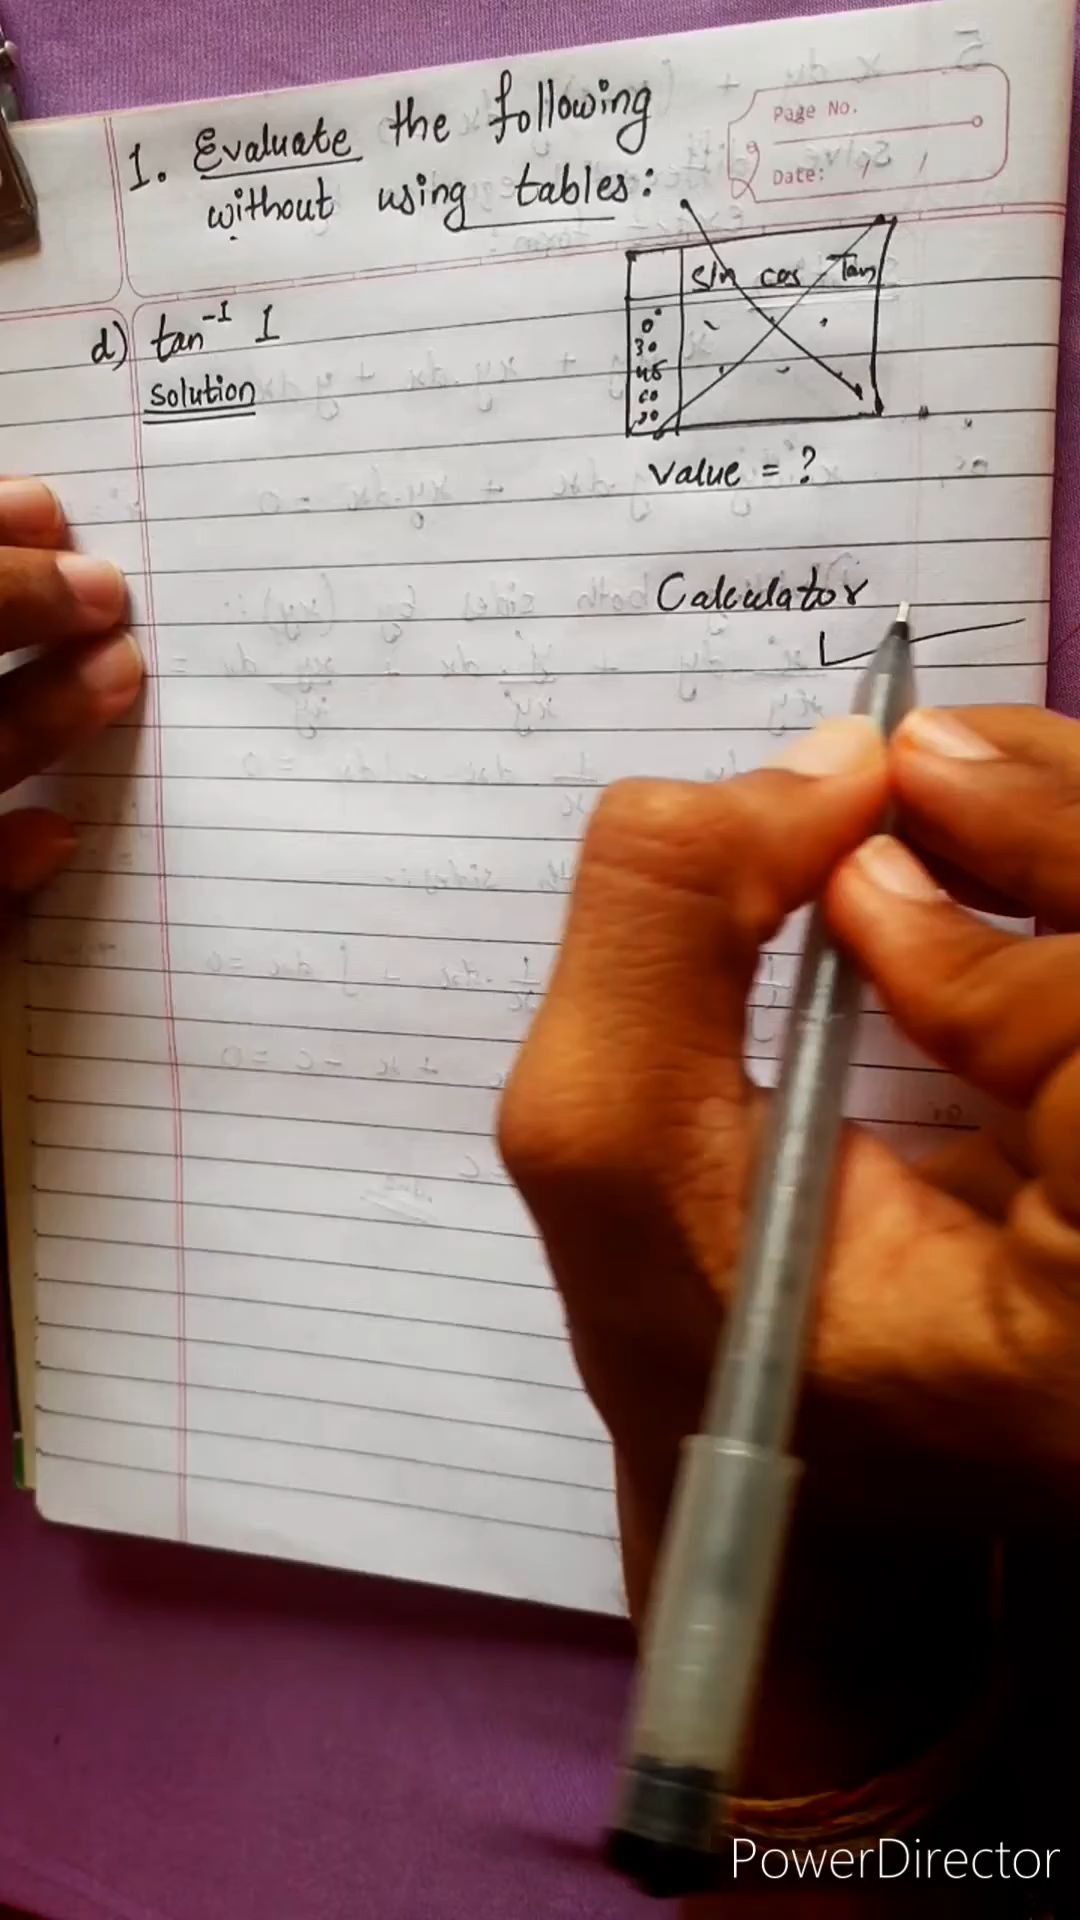 1. Evaluate the following
without using tables:
Page No.
Date:
d) tan⁻¹ 1
Solution
sin cos Tan
0°
30
45
60
90
value = ?
Calculator
PowerDirector